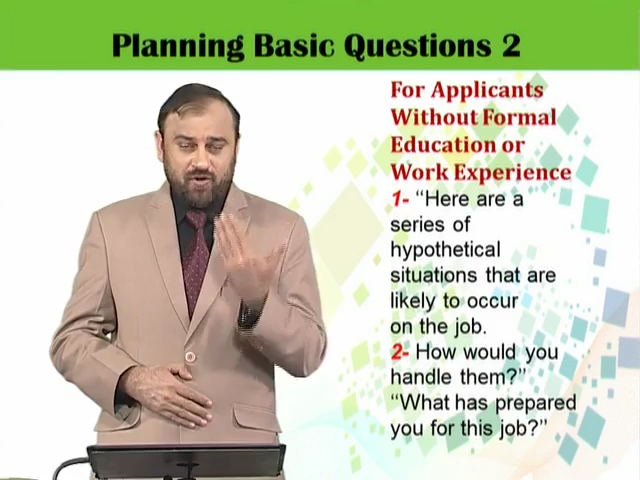 Planning Basic Questions 2
For Applicants
Without Formal
Education or
Work Experience
1- “Here are a
series of
hypothetical
situations that are
likely to occur
on the job.
2- How would you
handle them?”
“What has prepared
you for this job?”